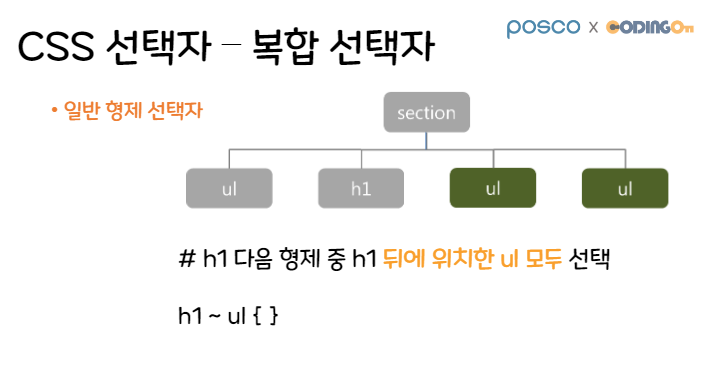 posco x CODINGOn
CSS 선택자 – 복합 선택자
• 일반 형제 선택자
section
ul
h1
ul
ul
# h1 다음 형제 중 h1 뒤에 위치한 ul 모두 선택
h1 ~ ul { }